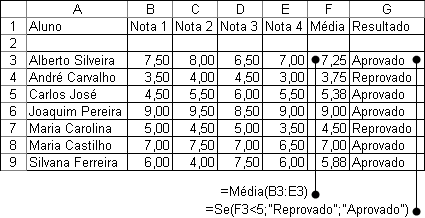 A B C D E F G
1 Aluno Nota 1 Nota 2 Nota 3 Nota 4 Média Resultado
2
3 Alberto Silveira 7,50 8,00 6,50 7,00 7,25 Aprovado
4 André Carvalho 3,50 4,00 4,50 3,00 3,75 Reprovado
5 Carlos José 4,50 5,50 6,00 5,50 5,38 Aprovado
6 Joaquim Pereira 9,00 9,50 8,50 9,00 9,00 Aprovado
7 Maria Carolina 5,00 4,50 5,00 3,50 4,50 Reprovado
8 Maria Castilho 7,00 7,50 7,00 6,50 7,00 Aprovado
9 Silvana Ferreira 6,00 4,00 7,50 6,00 5,88 Aprovado
=Média(B3:E3)
=Se(F3<5;"Reprovado";"Aprovado")